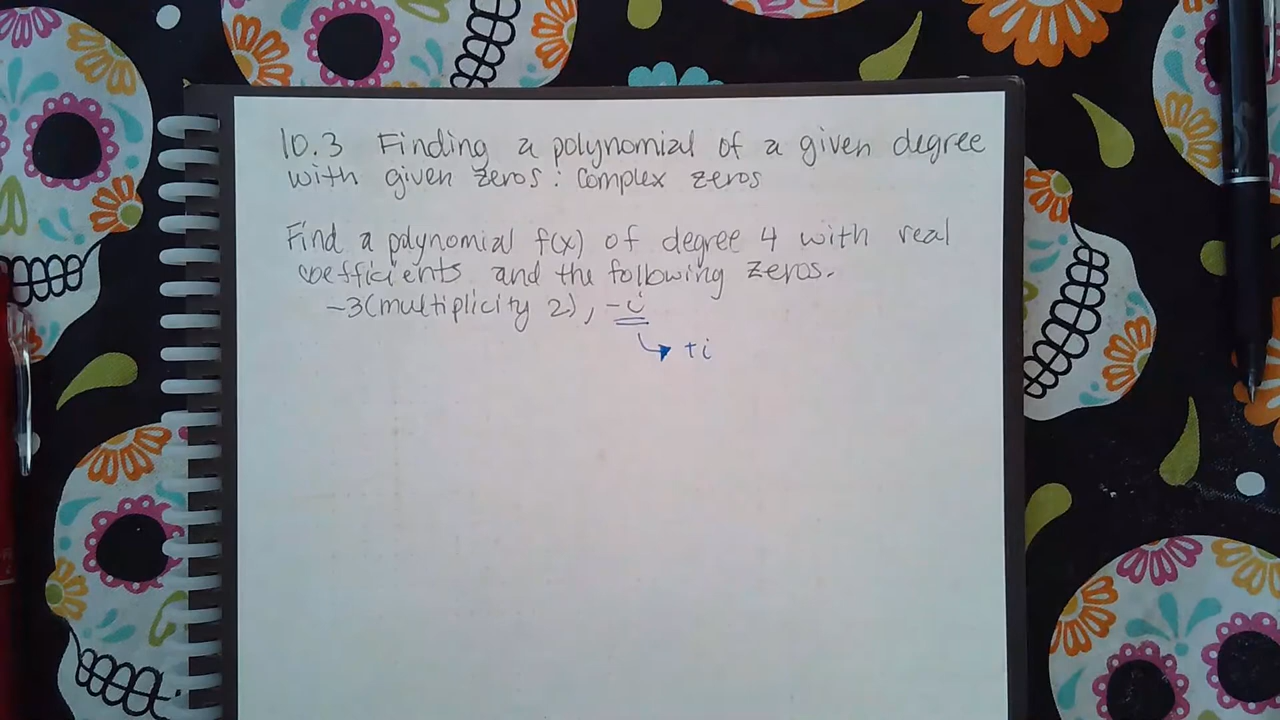 10.3 Finding a polynomial of a given degree
with given zeros: Complex zeros
Find a polynomial f(x) of degree 4 with real
coefficients and the following zeros.
-3(multiplicity 2), -i
+i